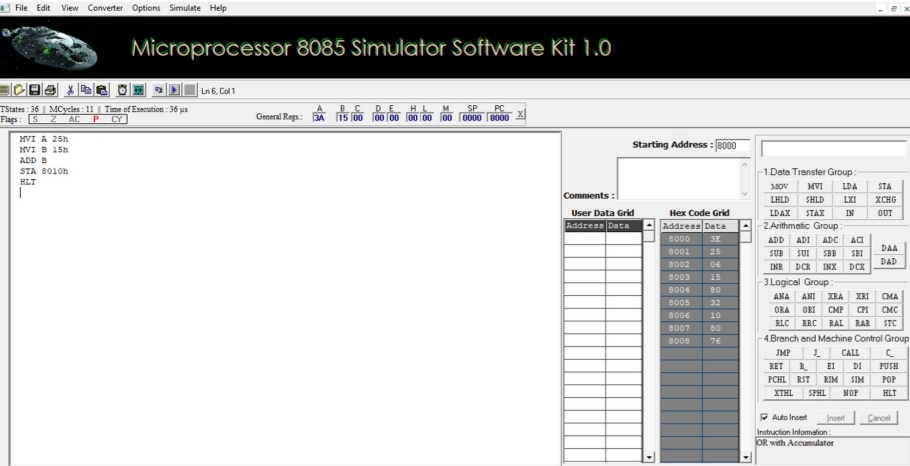 File Edit View Converter Options Simulate Help
Microprocessor 8085 Simulator Software Kit 1.0
Ln 6, Col 1
TStates : 36 || MCycles : 11 || Time of Execution : 36 µs
Flags : S Z AC P CY
General Regs.: A B C D E H L M SP PC X
3A 15 00 00 00 00 00 00 0000 8000
MVI A 25h
MVI B 15h
ADD B
STA 8010h
HLT
Starting Address : 8000
Comments :
User Data Grid
Address Data
Hex Code Grid
Address Data
8000 3E
8001 25
8002 06
8003 15
8004 80
8005 32
8006 10
8007 80
8008 76
1.Data Transfer Group :
MOV MVI LDA STA
LHLD SHLD LXI XCHG
LDAX STAX IN OUT
2.Arithmatic Group :
ADD ADI ADC ACI DAA
SUB SUI SBB SBI
INR DCR INX DCX DAD
3.Logical Group :
ANA ANI XRA XRI CMA
ORA ORI CMP CPI CMC
RLC RRC RAL RAR STC
4.Branch and Machine Control Group
JMP J_ CALL C_
RET R_ EI DI PUSH
PCHL RST RIM SIM POP
XTHL SPHL NOP HLT
Auto Insert Insert Cancel
Instruction Information :
OR with Accumulator